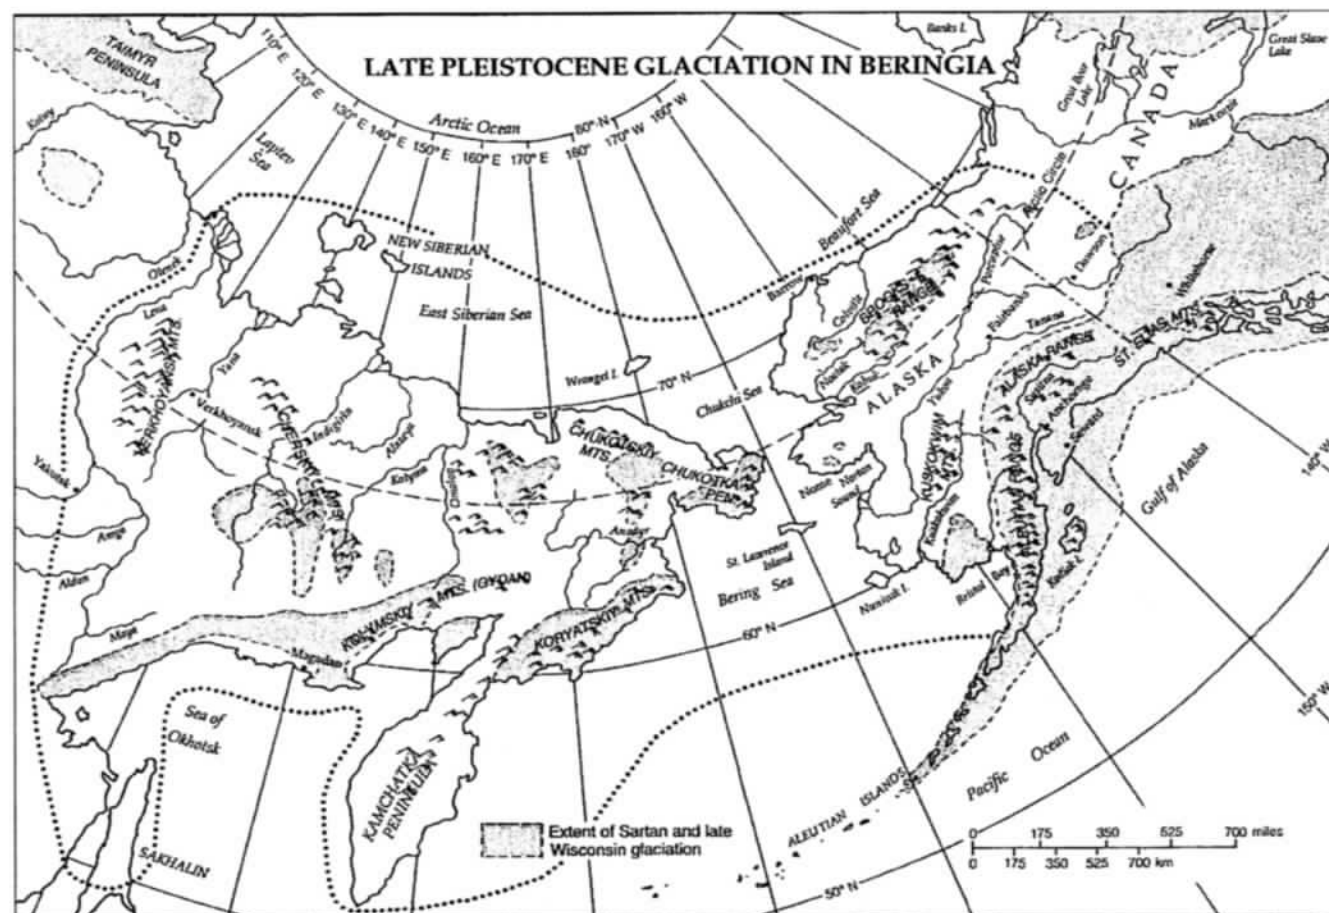 LATE PLEISTOCENE GLACIATION IN BERINGIA
TAIMYR
PENINSULA
110° E
120° E
130° E
140° E
150° E
160° E
170° E
180°
170° W
160° W
80° N
Arctic Ocean
Banks I.
Great Slave
Lake
Great Bear
Lake
CANADA
Mackenzie
Arctic Circle
Laptev
Sea
Beaufort Sea
NEW SIBERIAN
ISLANDS
East Siberian Sea
Olenek
Lena
Yana
VERKHOYANSK MTS.
Verkhoyansk
CHERSKIY MTS.
Indigirka
Alazeya
Kolyma
Omolon
Wrangel I.
70° N
Chukchi Sea
CHUKOTSKIY
MTS.
CHUKOTKA
PEN.
Anadyr
Barrow
Colville
BROOKS
RANGE
Noatak
Kobuk
ALASKA
Porcupine
Dawson
Whitehorse
Fairbanks
Tanana
Yukon
ALASKA RANGE
ST. ELIAS MTS.
Susitna
Anchorage
Seward
Nome
Norton
Sound
KUSKOKWIM
MTS.
Kuskokwim
Gulf of Alaska
140° W
150° W
Yakutsk
Amga
Aldan
Maya
KOLYMSKIY
MTS. (GYDAN)
Magadan
KORYATSKIY MTS.
St. Lawrence
Island
Bering Sea
Nunivak I.
Bristol Bay
Kodiak I.
60° N
Sea of
Okhotsk
KAMCHATKA
PENINSULA
SAKHALIN
ALEUTIAN ISLANDS
Pacific Ocean
50° N
Extent of Sartan and late
Wisconsin glaciation
0 175 350 525 700 miles
0 175 350 525 700 km